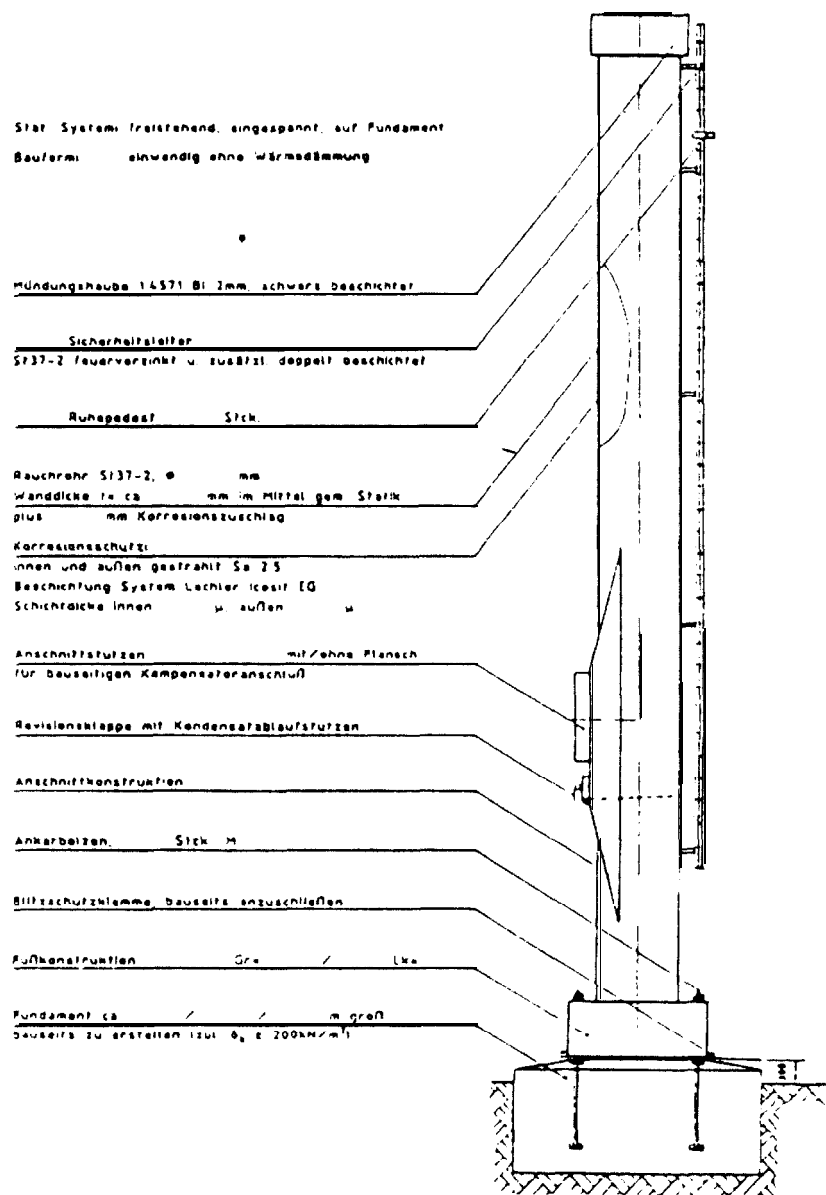 Stat. System: freistehend, eingespannt, auf Fundament
Bauform: einwandig ohne Wärmedämmung
Mündungshaube 1.4571 Bl. 2mm, schwarz beschichtet
Sicherheitsleiter
St37-2 feuerverzinkt u. zusätzl. doppelt beschichtet
Ruhepodest Stck.
Rauchrohr St37-2, ø mm
Wanddicke t= ca mm im Mittel gem. Statik
plus mm Korrosionszuschlag
Korrosionsschutz:
innen und außen gestrahlt Sa 2.5
Beschichtung System Lechler Icosit EG
Schichtdicke innen µ, außen µ
Anschnittstutzen mit/ohne Flansch
für bauseitigen Kompensatoranschluß
Revisionsklappe mit Kondensatablaufstutzen
Anschnittkonstruktion
Ankerbolzen, Stck M
Blitzschutzklemme, bauseits anzuschließen
Fußkonstruktion Gr= / Lk=
Fundament ca / / m groß
bauseits zu erstellen (zul. ≥ 200kN/m²)